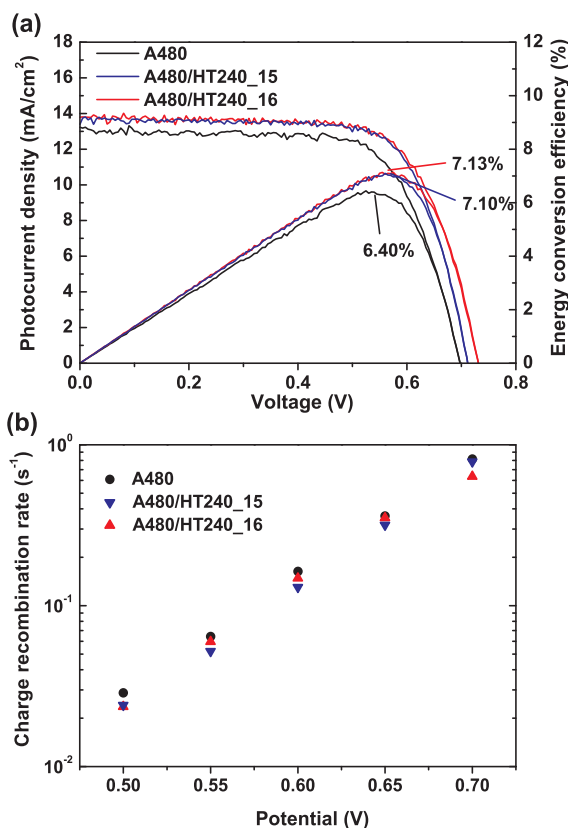 (a)
A480
A480/HT240_15
A480/HT240_16
7.13%
7.10%
6.40%
18
16
14
12
10
8
6
4
2
0
Photocurrent density (mA/cm²)
12
10
8
6
4
2
0
Energy conversion efficiency (%)
0.0 0.2 0.4 0.6 0.8
Voltage (V)
(b)
A480
A480/HT240_15
A480/HT240_16
10⁰
10⁻¹
10⁻²
Charge recombination rate (s⁻¹)
0.50 0.55 0.60 0.65 0.70
Potential (V)